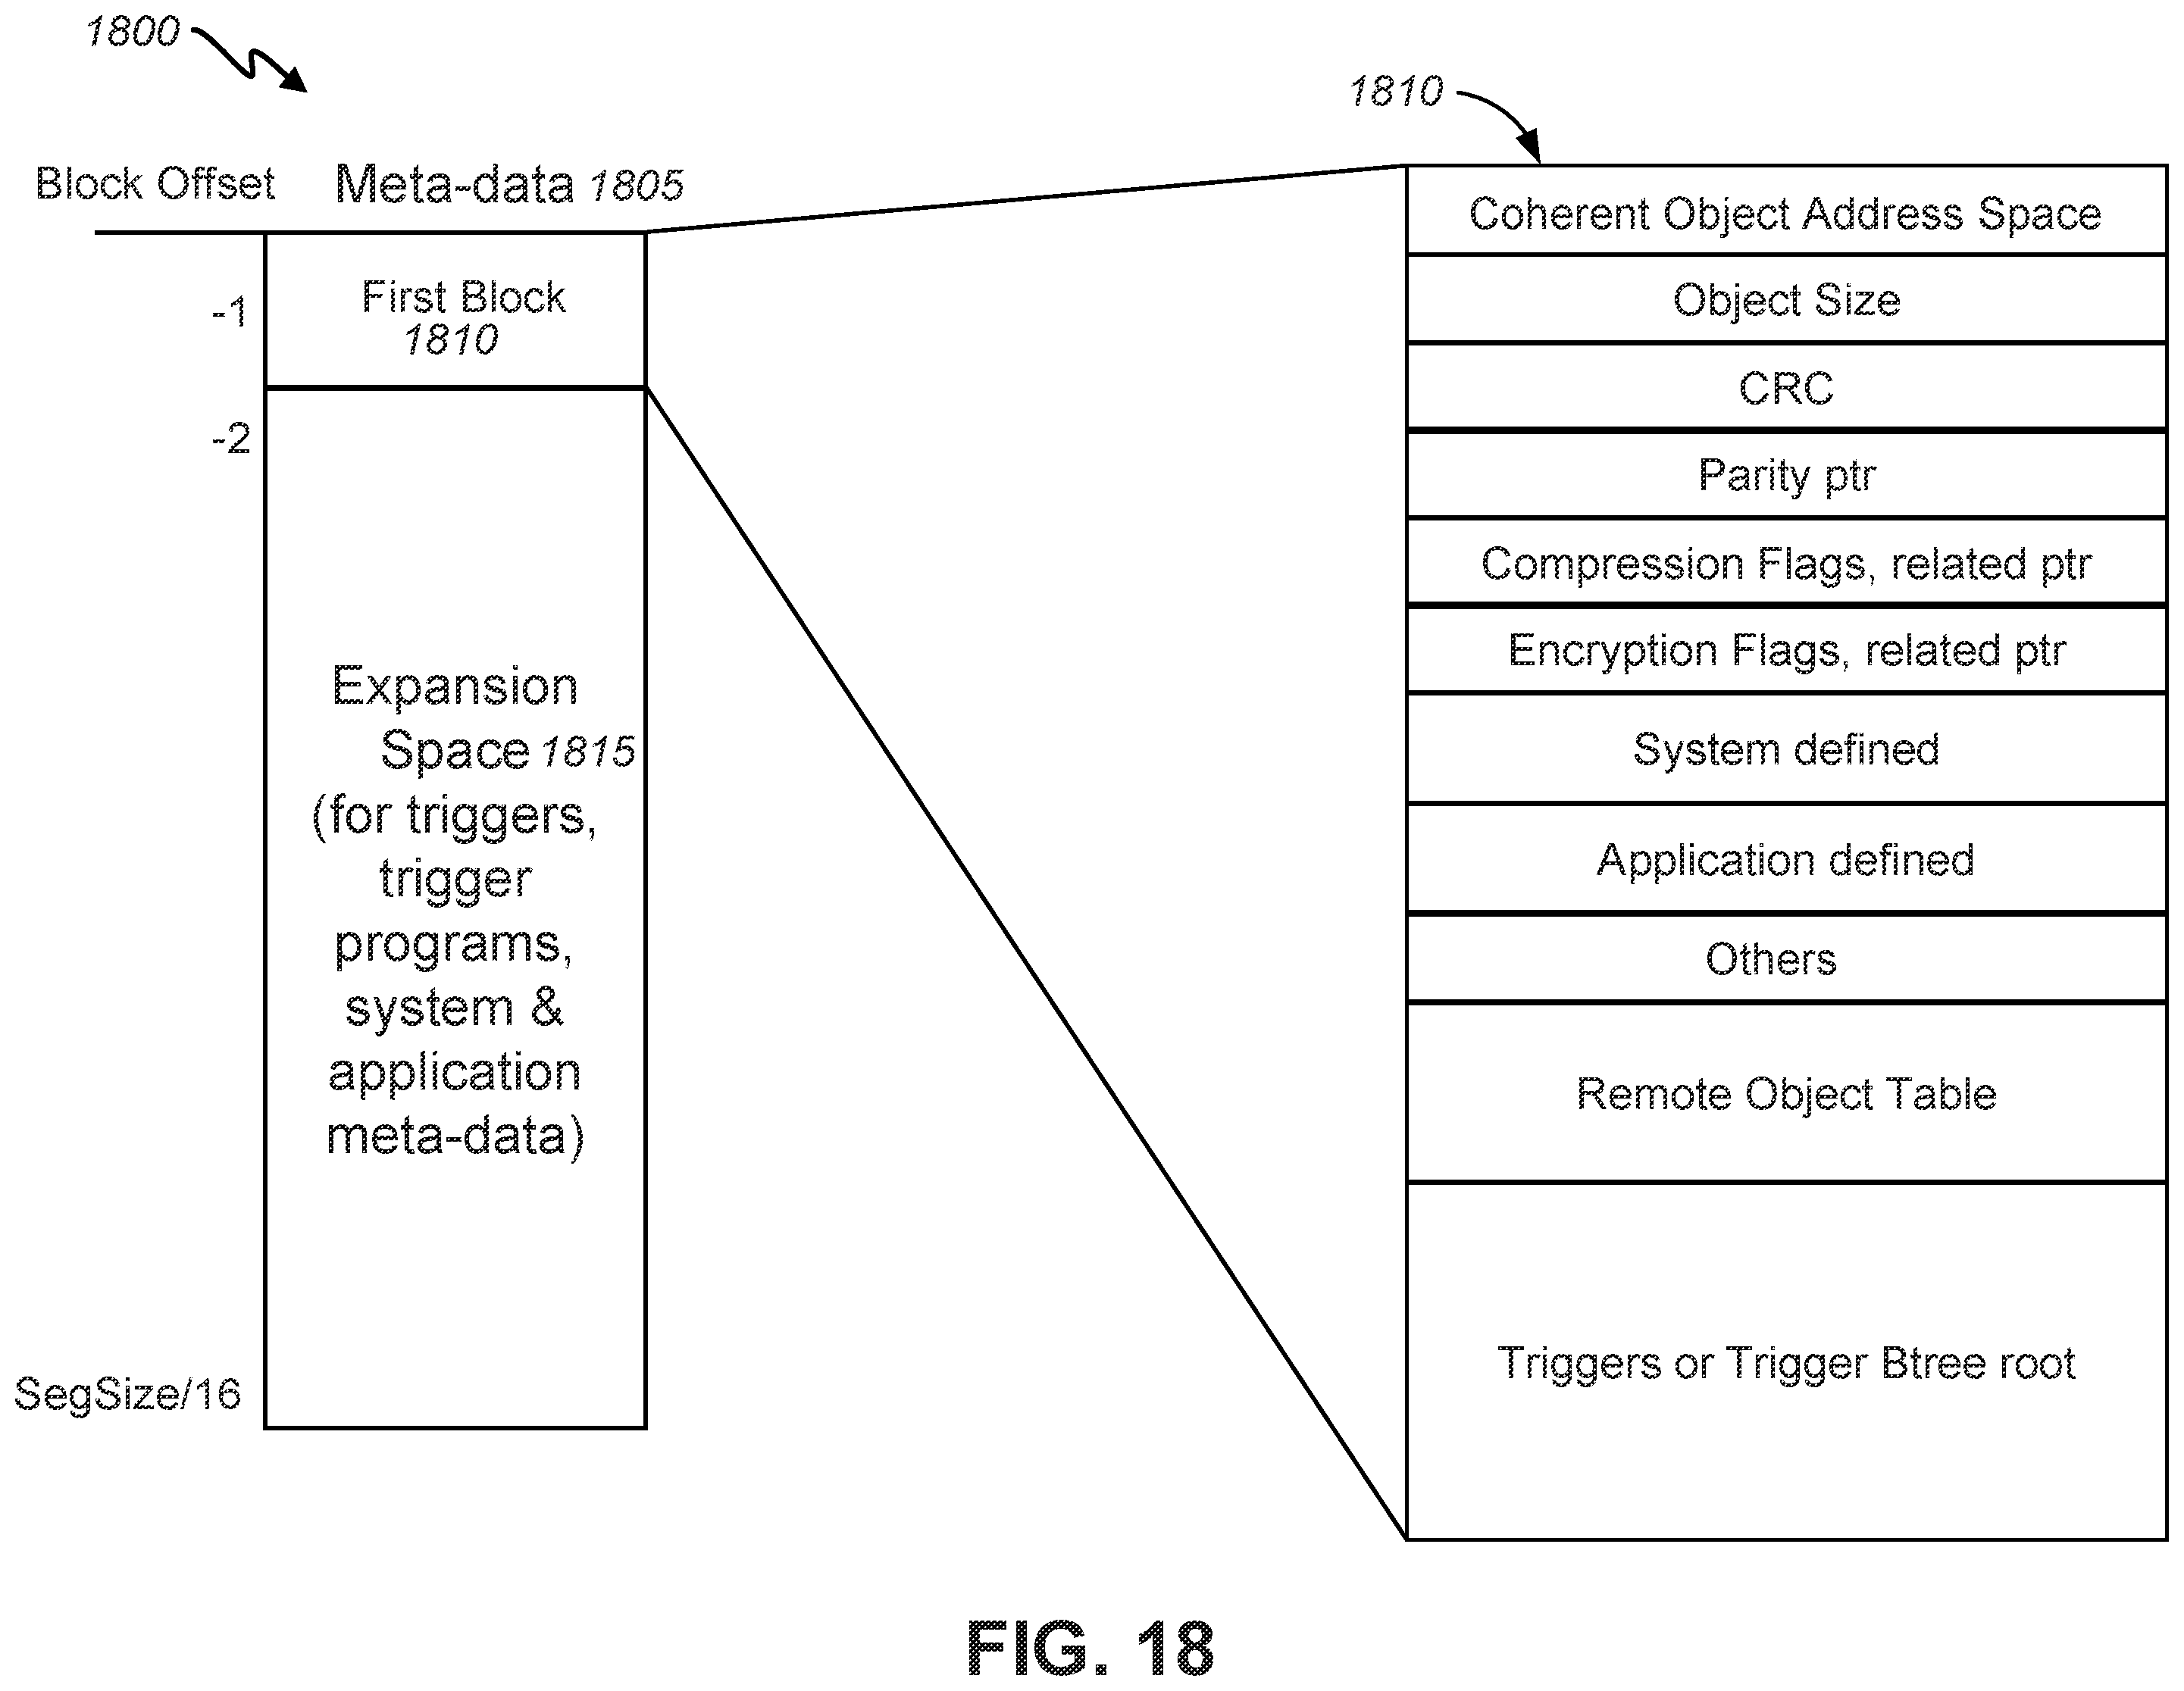 1800
1810
Block Offset
Meta-data 1805
-1
First Block
1810
-2
Expansion
Space 1815
(for triggers,
trigger
programs,
system &
application
meta-data)
SegSize/16
Coherent Object Address Space
Object Size
CRC
Parity ptr
Compression Flags, related ptr
Encryption Flags, related ptr
System defined
Application defined
Others
Remote Object Table
Triggers or Trigger Btree root
FIG. 18